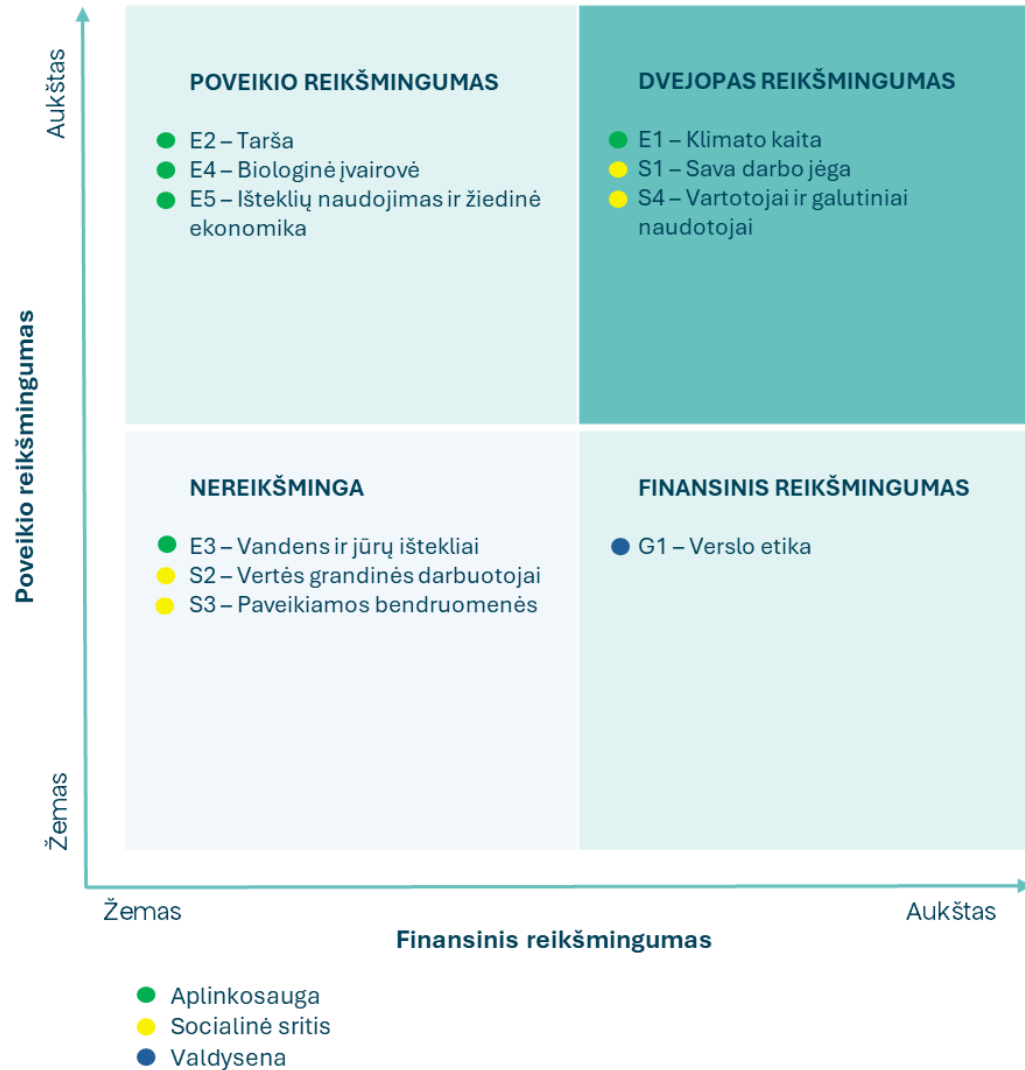 Aukštas
POVEIKIO REIKŠMINGUMAS
E2 – Tarša
E4 – Biologinė įvairovė
E5 – Išteklių naudojimas ir žiedinė
ekonomika
DVEJOPAS REIKŠMINGUMAS
E1 – Klimato kaita
S1 – Sava darbo jėga
S4 – Vartotojai ir galutiniai
naudotojai
Poveikio reikšmingumas
NEREIKŠMINGA
E3 – Vandens ir jūrų ištekliai
S2 – Vertės grandinės darbuotojai
S3 – Paveikiamos bendruomenės
FINANSINIS REIKŠMINGUMAS
G1 – Verslo etika
Žemas
Žemas
Aukštas
Finansinis reikšmingumas
Aplinkosauga
Socialinė sritis
Valdysena